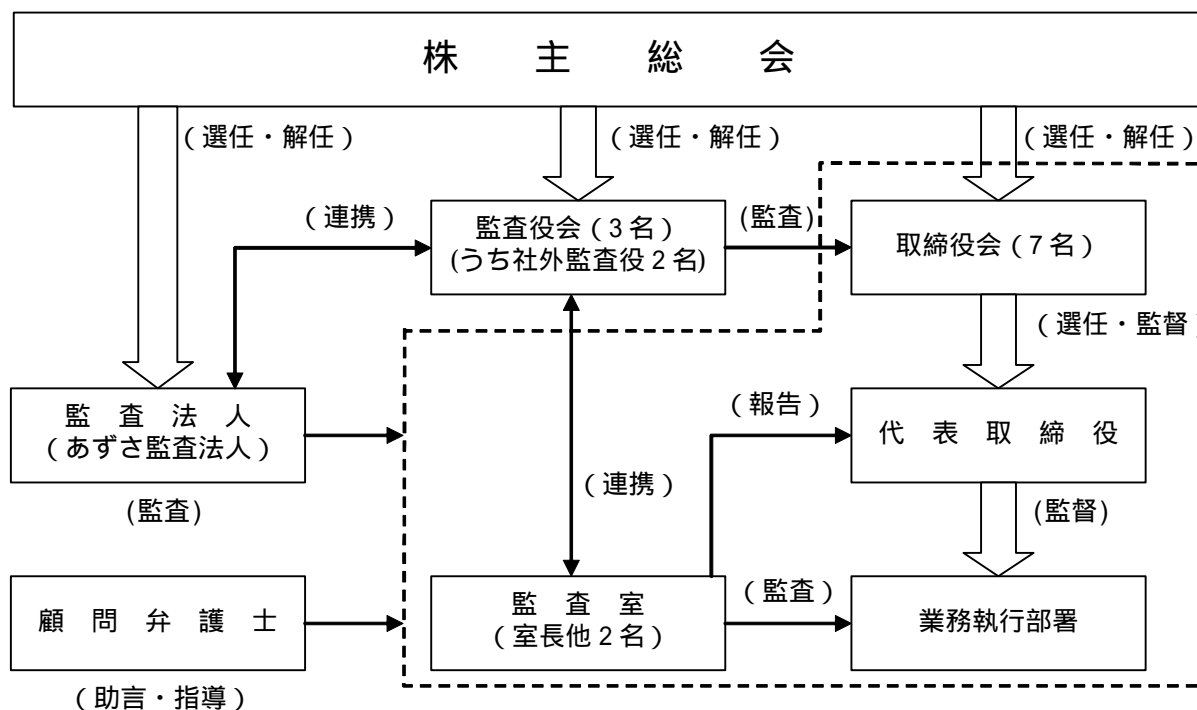 株 主 総 会
（選任・解任）
（選任・解任）
（選任・解任）
（連携）
監査役会（３名）
(うち社外監査役２名)
(監査)
取締役会（７名）
（選任・監督）
監 査 法 人
（あずさ監査法人）
(監査)
（連携）
（報告）
代 表 取 締 役
(監督)
顧 問 弁 護 士
（助言・指導）
監 査 室
（室長他２名）
（監査）
業務執行部署